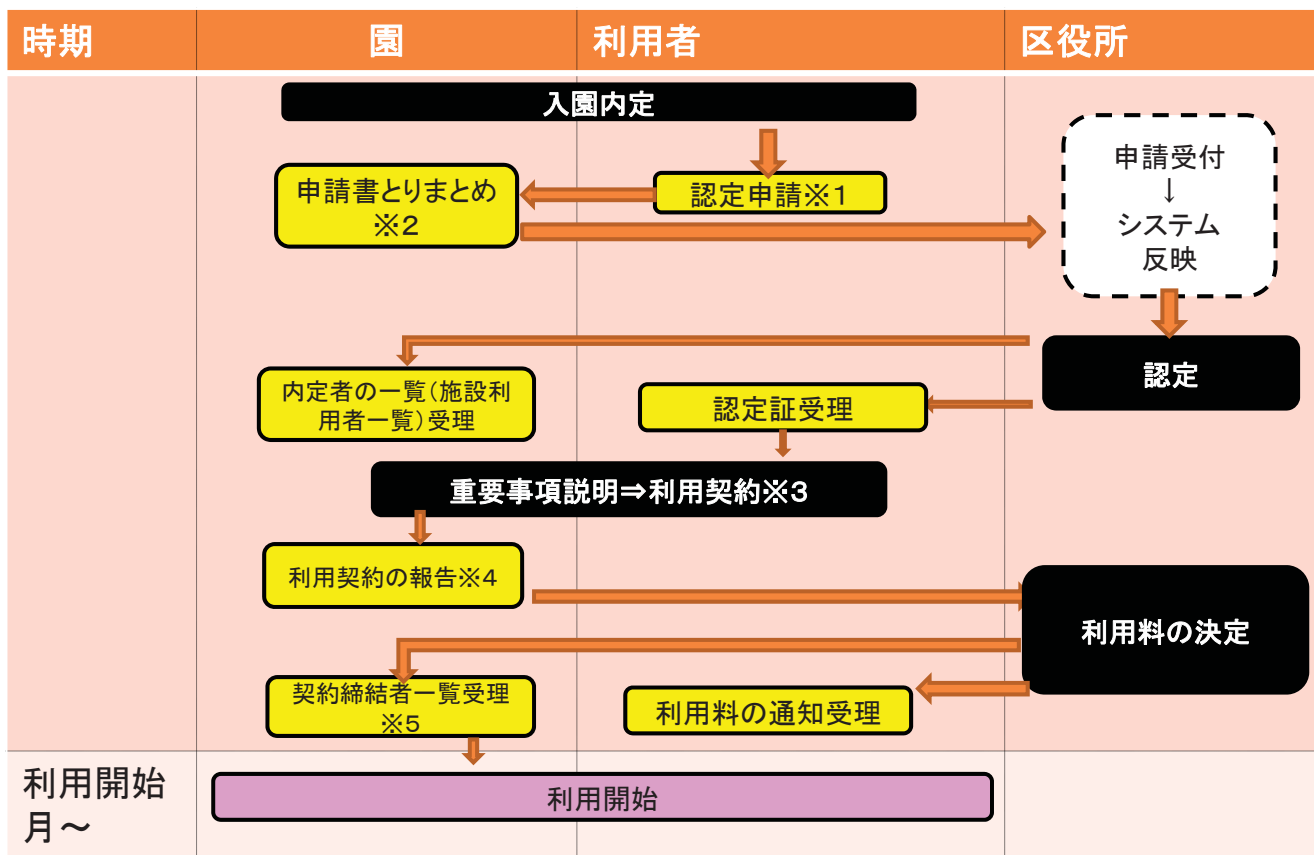 時期
園
利用者
区役所
入園内定
申請書とりまとめ
※2
認定申請※1
申請受付
↓
システム
反映
認定
内定者の一覧(施設利
用者一覧)受理
認定証受理
重要事項説明⇒利用契約※3
利用契約の報告※4
利用料の決定
契約締結者一覧受理
※5
利用料の通知受理
利用開始
月～
利用開始